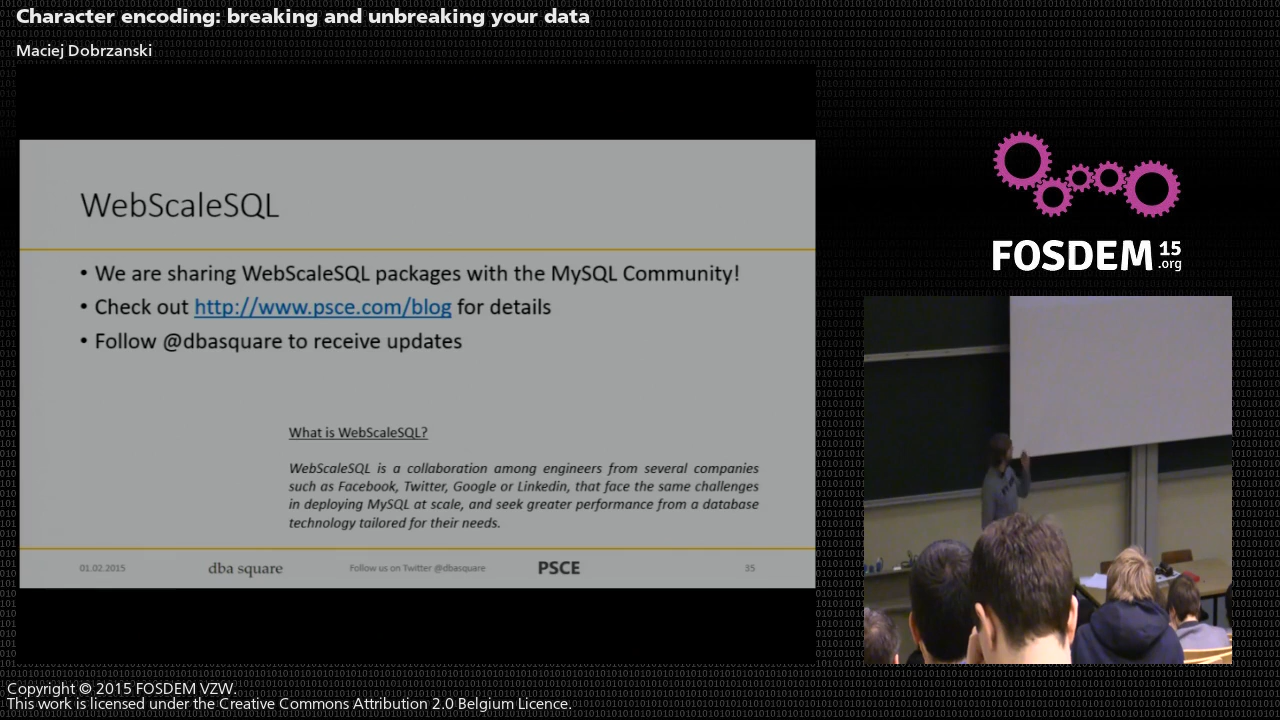 Character encoding: breaking and unbreaking your data
Maciej Dobrzanski
WebScaleSQL
• We are sharing WebScaleSQL packages with the MySQL Community!
• Check out http://www.psce.com/blog for details
• Follow @dbasquare to receive updates
What is WebScaleSQL?
WebScaleSQL is a collaboration among engineers from several companies
such as Facebook, Twitter, Google or Linkedin, that face the same challenges
in deploying MySQL at scale, and seek greater performance from a database
technology tailored for their needs.
01.02.2015 dba square Follow us on Twitter @dbasquare PSCE 35
FOSDEM 15
.org
Copyright © 2015 FOSDEM VZW.
This work is licensed under the Creative Commons Attribution 2.0 Belgium Licence.